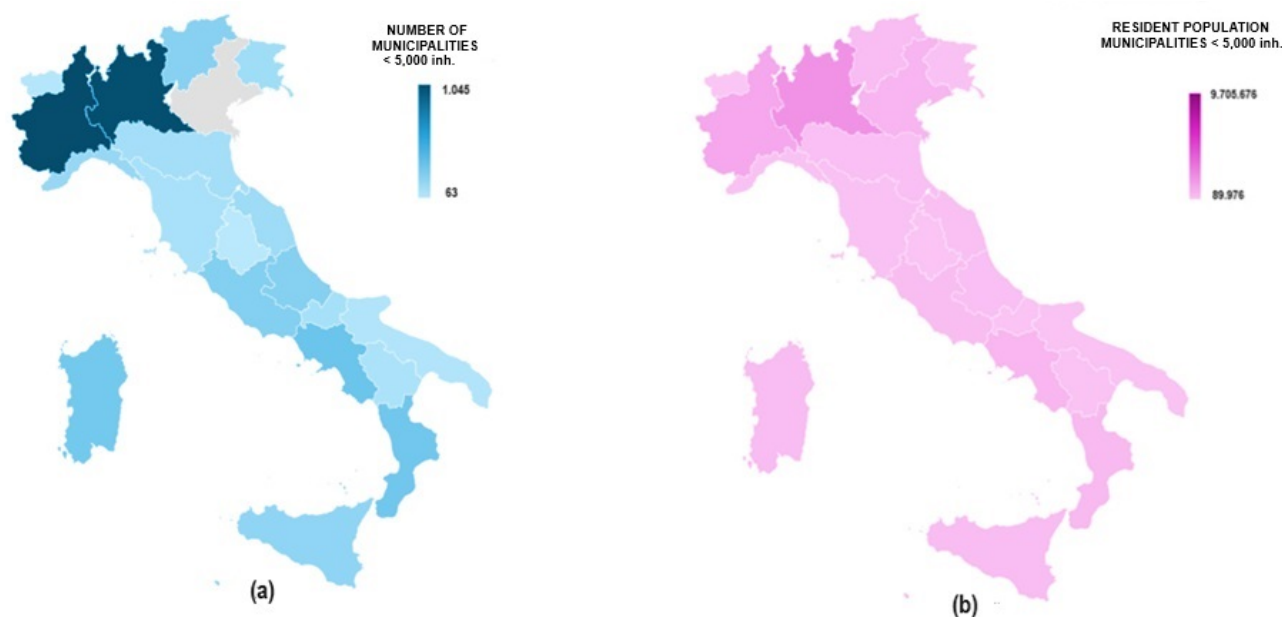 NUMBER OF
MUNICIPALITIES
< 5,000 inh.
1.045
63
(a)
RESIDENT POPULATION
MUNICIPALITIES < 5,000 inh.
9.705.676
89.976
(b)